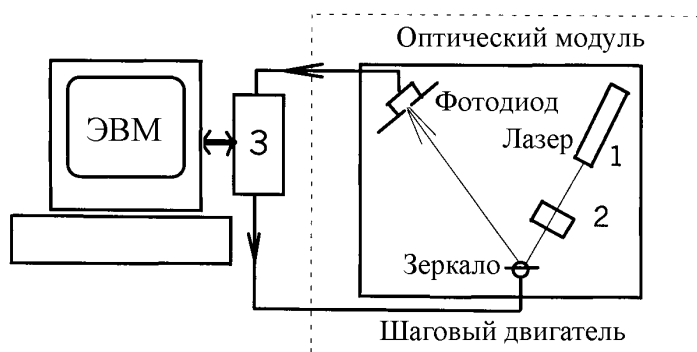 Оптический модуль
Фотодиод
Лазер
1
ЭВМ
3
2
Зеркало
Шаговый двигатель